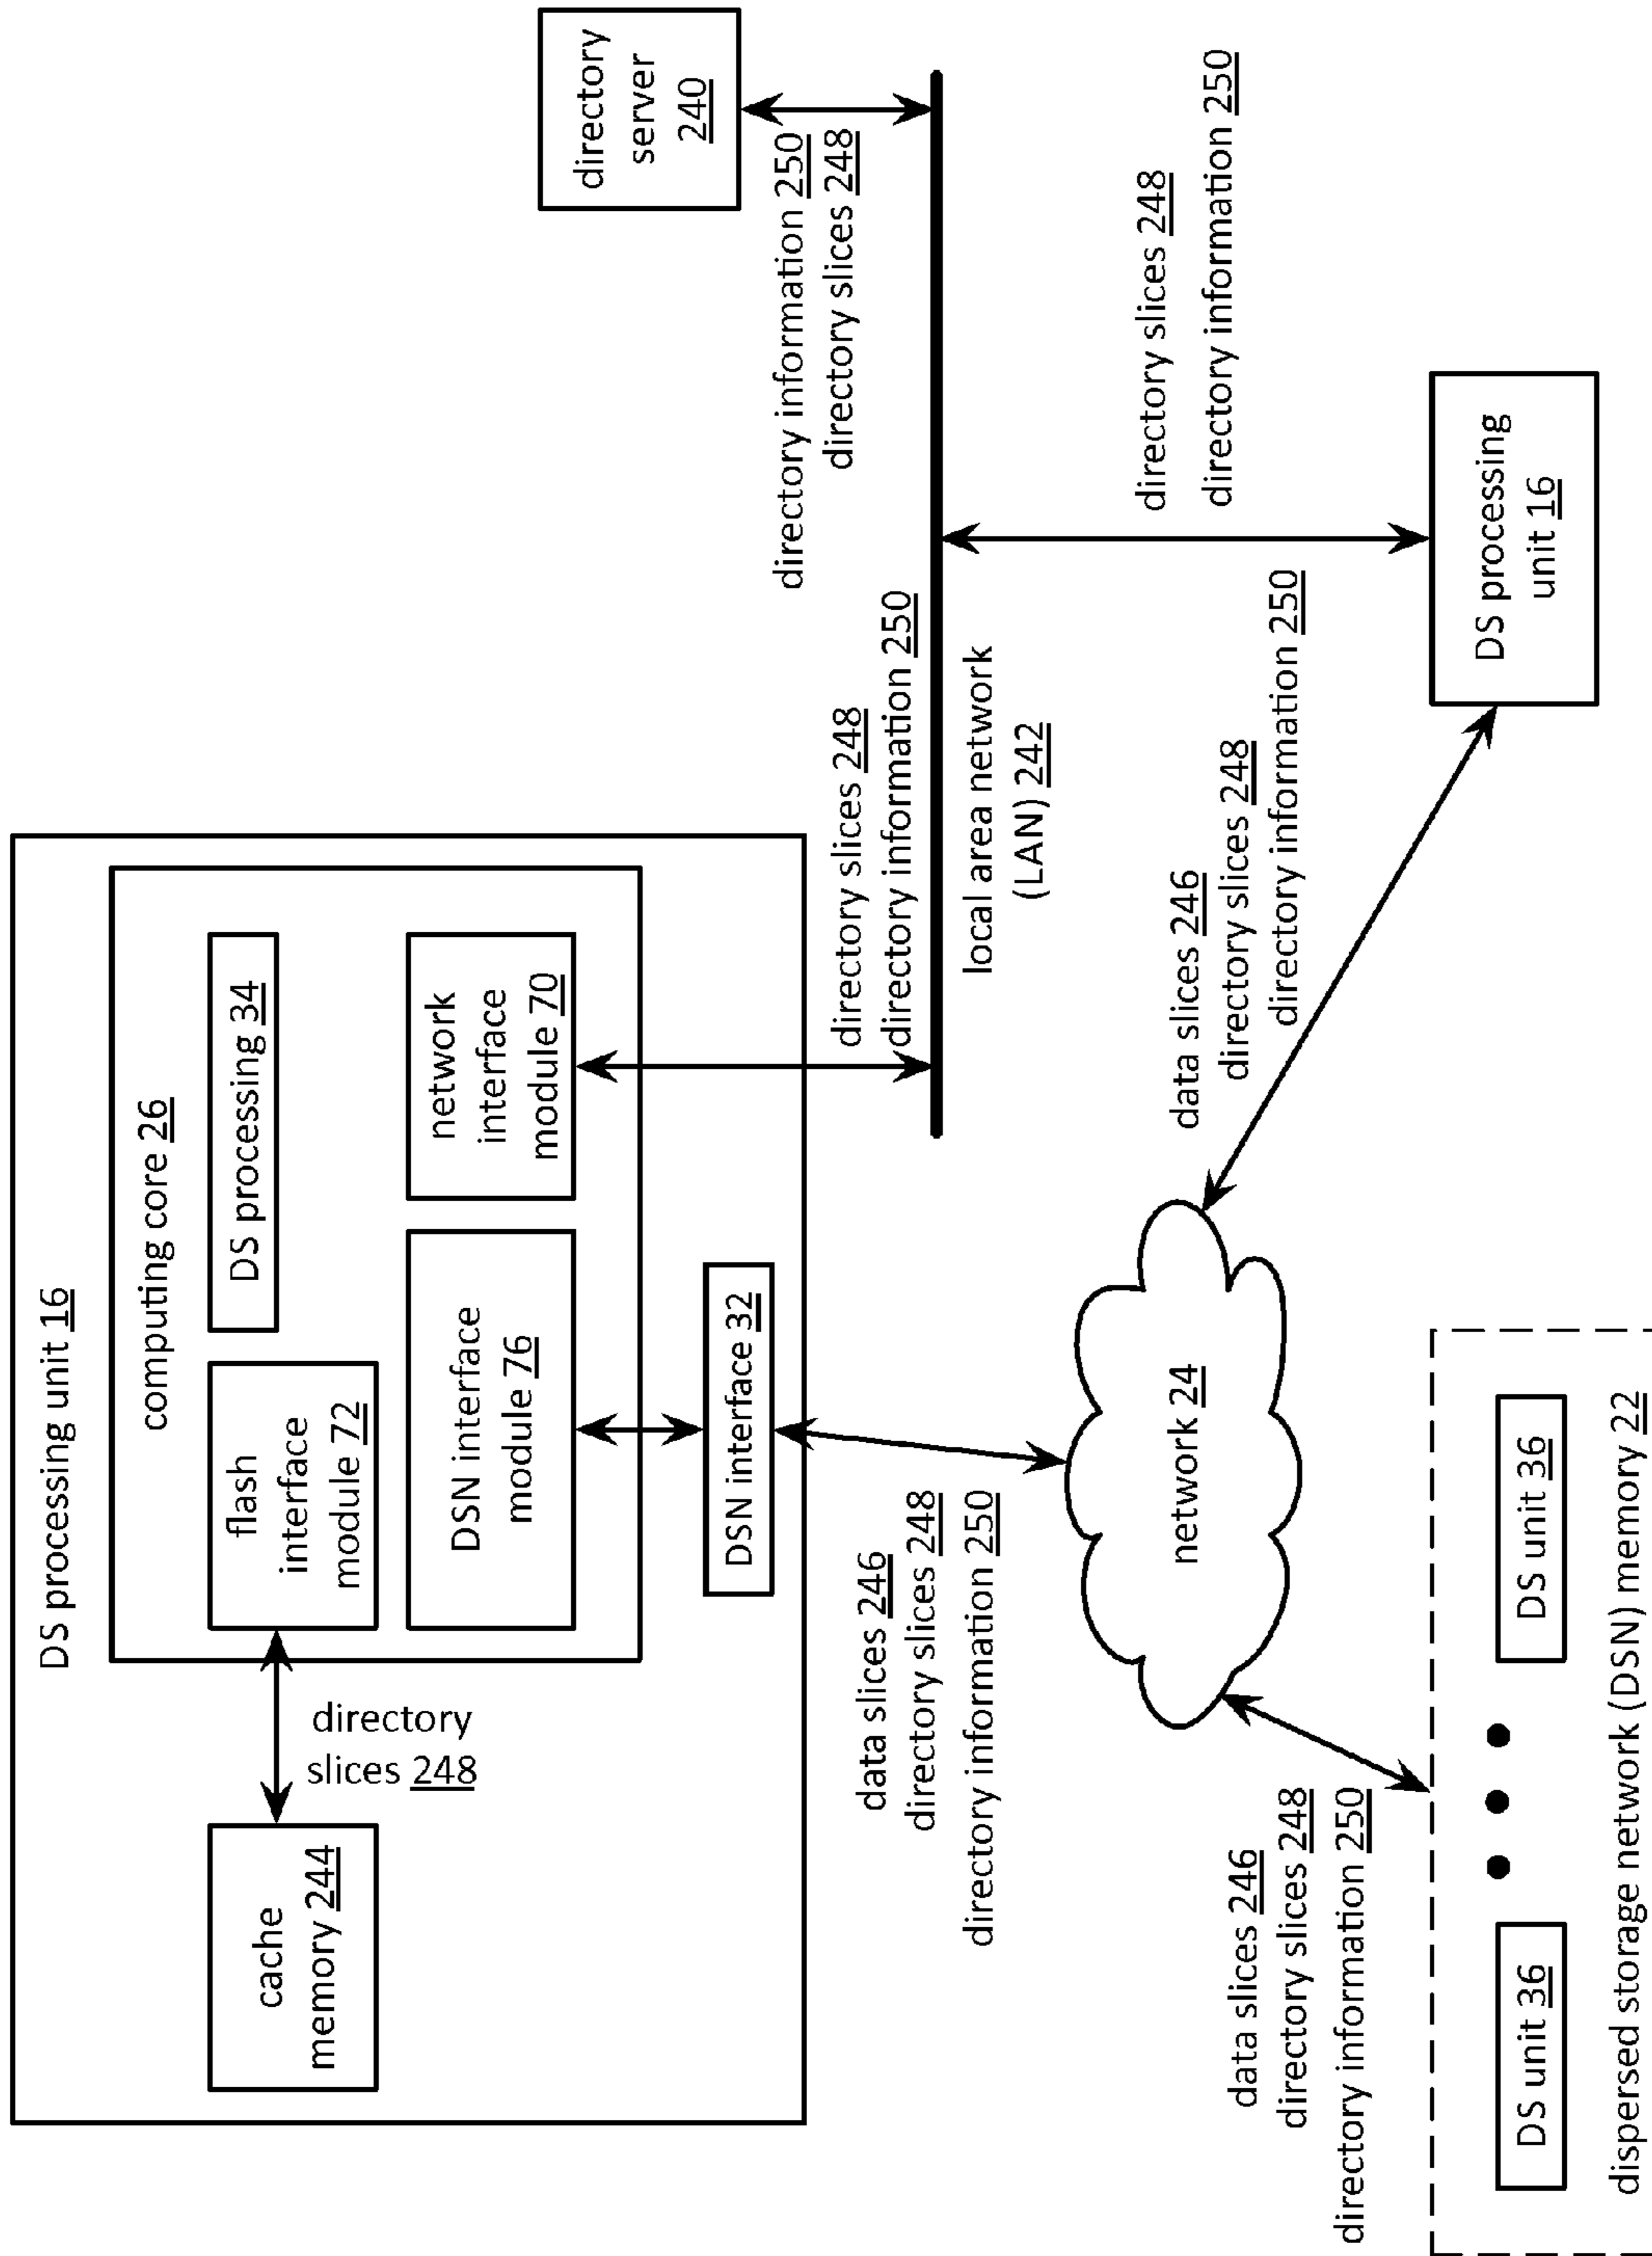 DS processing unit 16
computing core 26
cache
memory 244
directory
slices 248
flash
interface
module 72
DS processing 34
DSN interface
module 76
network
interface
module 70
DSN interface 32
directory
server
240
directory information 250
directory slices 248
directory slices 248
directory information 250
local area network
(LAN) 242
data slices 246
directory slices 248
directory information 250
network 24
data slices 246
directory slices 248
directory information 250
directory slices 248
directory information 250
data slices 246
directory slices 248
directory information 250
DS processing
unit 16
DS unit 36
DS unit 36
dispersed storage network (DSN) memory 22